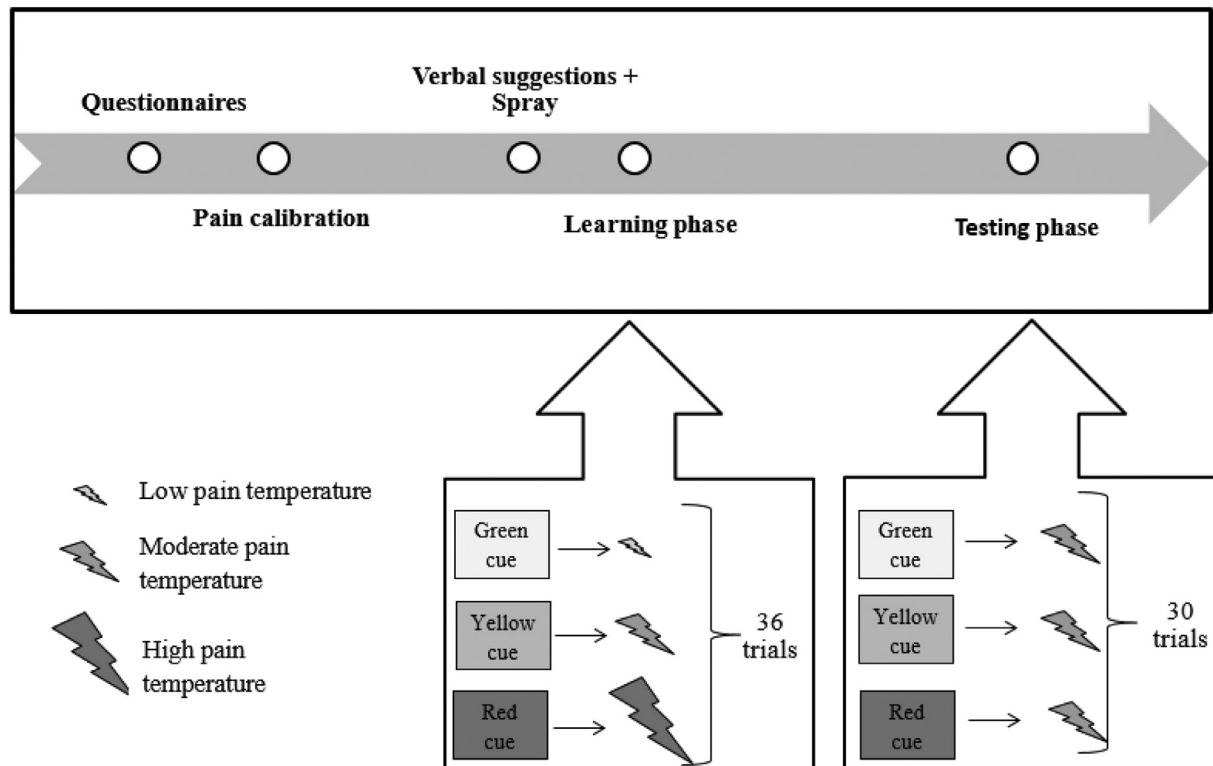 Verbal suggestions +
Spray
Questionnaires
Pain calibration
Learning phase
Testing phase
Low pain temperature
Moderate pain
temperature
High pain
temperature
Green
cue
Yellow
cue
Red
cue
36
trials
Green
cue
Yellow
cue
Red
cue
30
trials